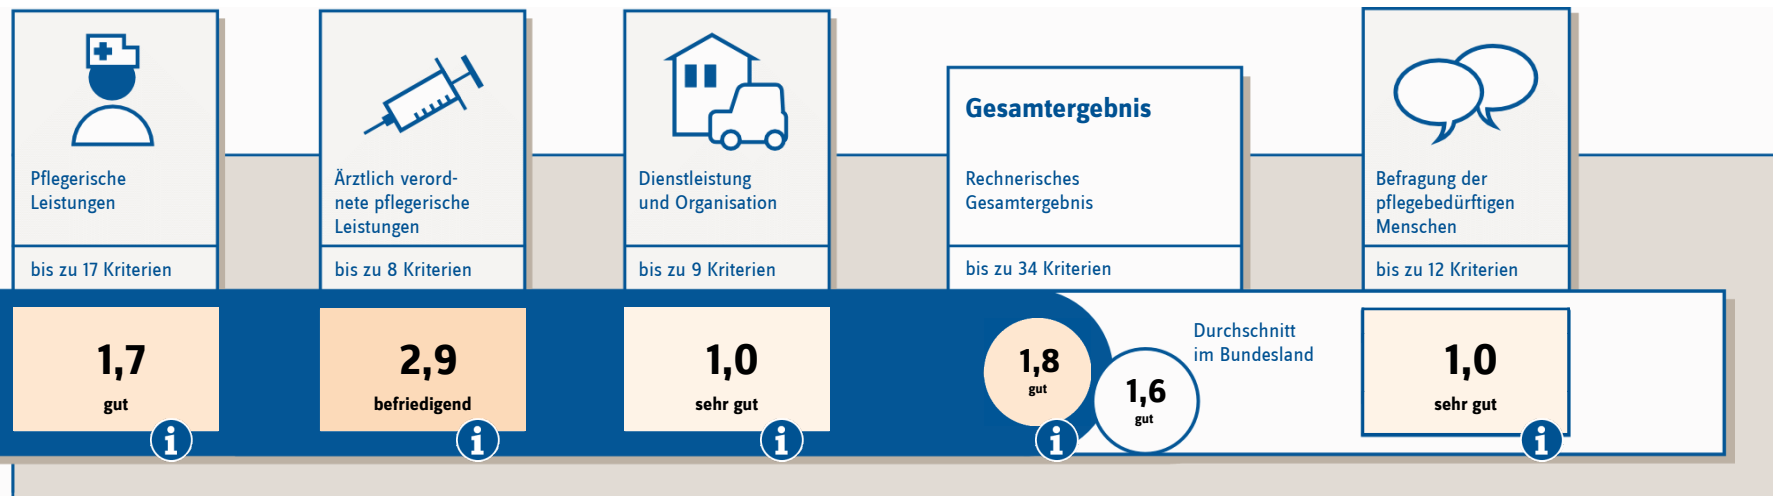 Pflegerische
Leistungen
bis zu 17 Kriterien
1,7
gut
i
Ärztlich verord-
nete pflegerische
Leistungen
bis zu 8 Kriterien
2,9
befriedigend
i
Dienstleistung
und Organisation
bis zu 9 Kriterien
1,0
sehr gut
i
Gesamtergebnis
Rechnerisches
Gesamtergebnis
bis zu 34 Kriterien
1,8
gut
i
Durchschnitt
im Bundesland
1,6
gut
Befragung der
pflegebedürftigen
Menschen
bis zu 12 Kriterien
1,0
sehr gut
i